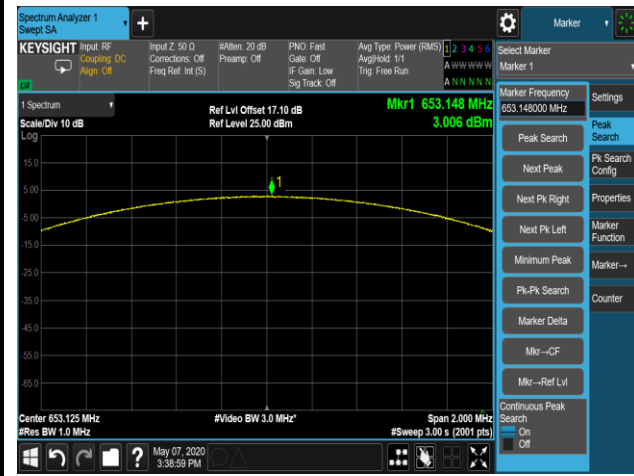 Spectrum Analyzer 1
Swept SA
Marker
KEYSIGHT
Input: RF
Coupling: DC
Align: Off
Input Z: 50 Ω
Corrections: Off
Freq Ref: Int (S)
#Atten: 20 dB
Preamp: Off
PNO: Fast
Gate: Off
IF Gain: Low
Sig Track: Off
Avg Type: Power (RMS)
Avg|Hold: 1/1
Trig: Free Run
1 2 3 4 5 6
A W W W W W
A N N N N N
Select Marker
Marker 1
1 Spectrum
Scale/Div 10 dB
Log
Ref Lvl Offset 17.10 dB
Ref Level 25.00 dBm
Mkr1 653.148 MHz
3.006 dBm
15.0
5.00
-5.00
-15.0
-25.0
-35.0
-45.0
-55.0
-65.0
1
Center 653.125 MHz
#Res BW 1.0 MHz
#Video BW 3.0 MHz*
Span 2.000 MHz
#Sweep 3.00 s (2001 pts)
Marker Frequency
653.148000 MHz
Peak Search
Next Peak
Next Pk Right
Next Pk Left
Minimum Peak
Pk-Pk Search
Marker Delta
Mkr→CF
Mkr→Ref Lvl
Continuous Peak
Search
On
Off
Settings
Peak
Search
Pk Search
Config
Properties
Marker
Function
Marker→
Counter
May 07, 2020
3:38:59 PM